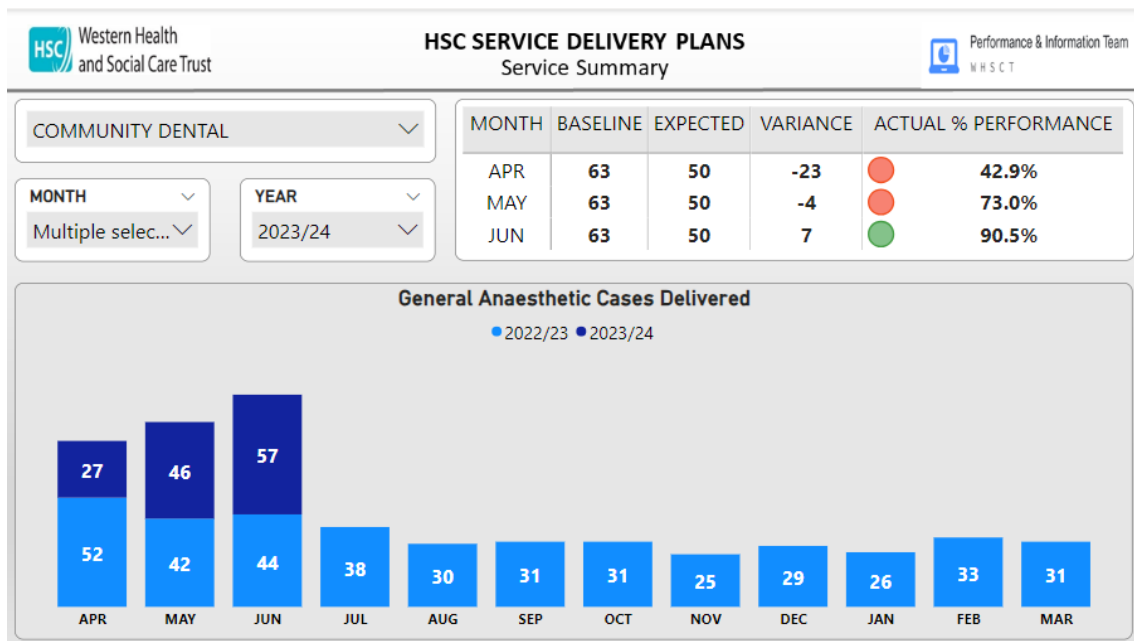 HSC
Western Health
and Social Care Trust
HSC SERVICE DELIVERY PLANS
Service Summary
Performance & Information Team
WHSCT
COMMUNITY DENTAL
MONTH
Multiple selec...
YEAR
2023/24
MONTH BASELINE EXPECTED VARIANCE ACTUAL % PERFORMANCE
APR 63 50 -23 42.9%
MAY 63 50 -4 73.0%
JUN 63 50 7 90.5%
General Anaesthetic Cases Delivered
2022/23 2023/24
27 46 57
52 42 44 38 30 31 31 25 29 26 33 31
APR MAY JUN JUL AUG SEP OCT NOV DEC JAN FEB MAR